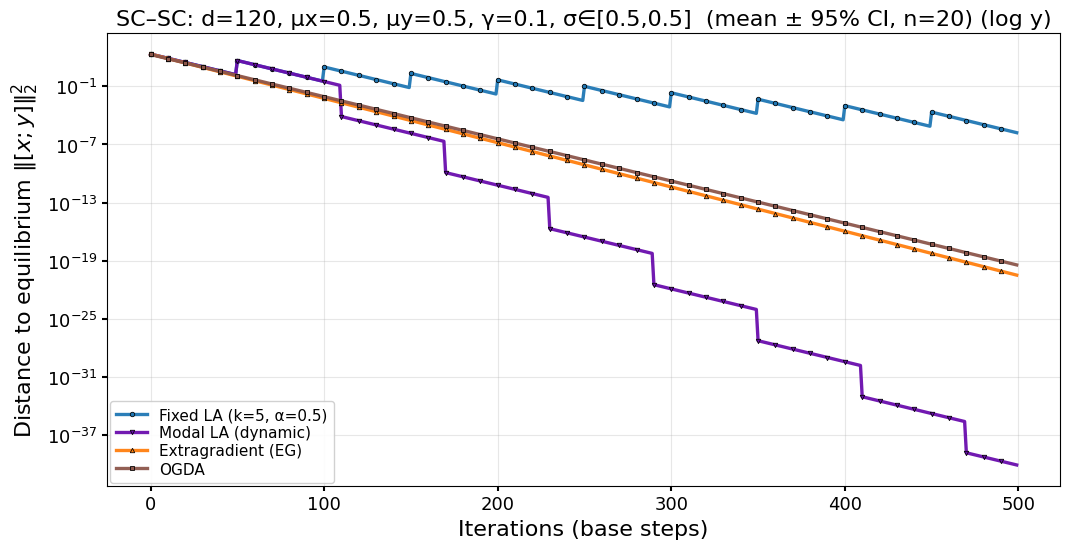 SC–SC: d=120, μx=0.5, μy=0.5, γ=0.1, σ∈[0.5,0.5]  (mean ± 95% CI, n=20) (log y)
Distance to equilibrium ‖[x; y]‖₂²
10⁻¹
10⁻⁷
10⁻¹³
10⁻¹⁹
10⁻²⁵
10⁻³¹
10⁻³⁷
Fixed LA (k=5, α=0.5)
Modal LA (dynamic)
Extragradient (EG)
OGDA
0
100
200
300
400
500
Iterations (base steps)